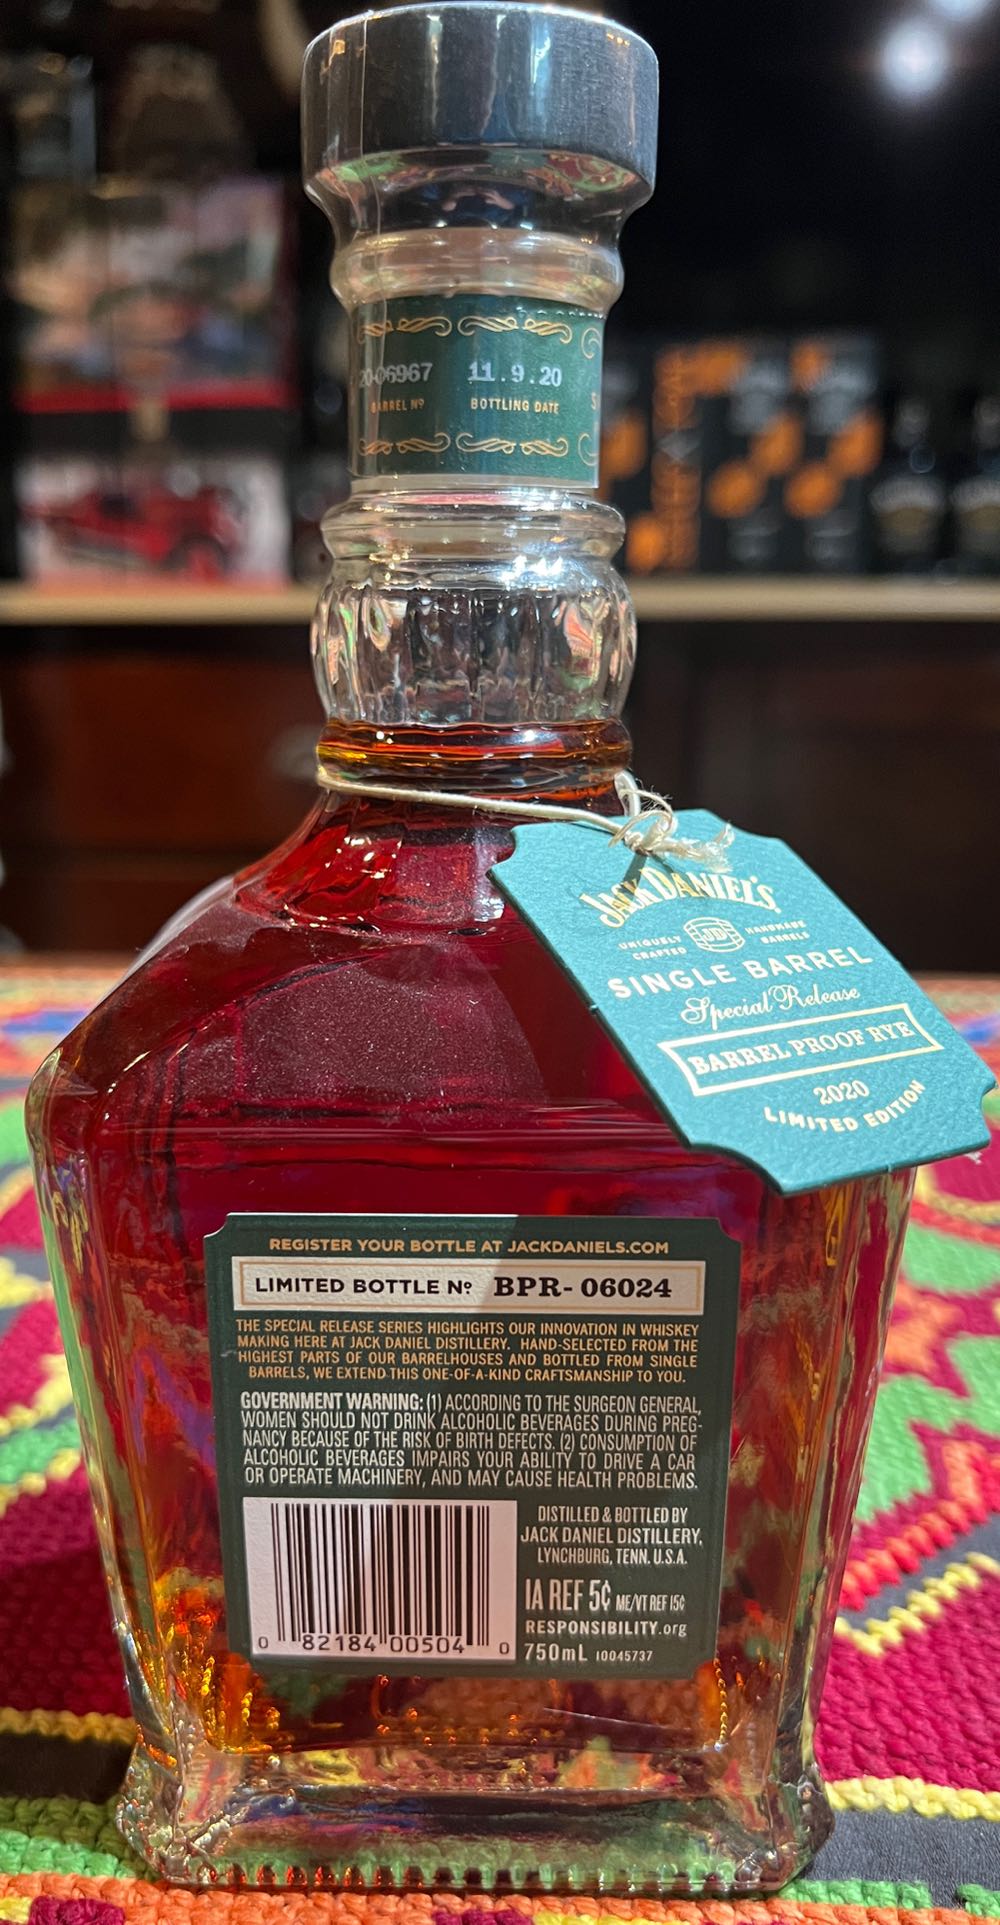 20-06967 11.9.20
BARREL Nº BOTTLING DATE
JACK DANIEL'S
UNIQUELY CRAFTED JD HANDMADE BARRELS
SINGLE BARREL
Special Release
BARREL PROOF RYE
2020
LIMITED EDITION
REGISTER YOUR BOTTLE AT JACKDANIELS.COM
LIMITED BOTTLE Nº BPR- 06024
THE SPECIAL RELEASE SERIES HIGHLIGHTS OUR INNOVATION IN WHISKEY
MAKING HERE AT JACK DANIEL DISTILLERY. HAND-SELECTED FROM THE
HIGHEST PARTS OF OUR BARRELHOUSES AND BOTTLED FROM SINGLE
BARRELS, WE EXTEND THIS ONE-OF-A-KIND CRAFTSMANSHIP TO YOU.
GOVERNMENT WARNING: (1) ACCORDING TO THE SURGEON GENERAL,
WOMEN SHOULD NOT DRINK ALCOHOLIC BEVERAGES DURING PREG-
NANCY BECAUSE OF THE RISK OF BIRTH DEFECTS. (2) CONSUMPTION OF
ALCOHOLIC BEVERAGES IMPAIRS YOUR ABILITY TO DRIVE A CAR
OR OPERATE MACHINERY, AND MAY CAUSE HEALTH PROBLEMS.
0 82184 00504 0
DISTILLED & BOTTLED BY
JACK DANIEL DISTILLERY,
LYNCHBURG, TENN. U.S.A.
IA REF 5¢ ME/VT REF 15¢
RESPONSIBILITY.org
750mL 10045737